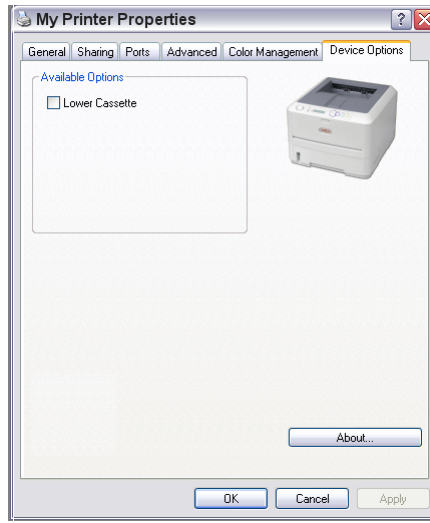 My Printer Properties
General Sharing Ports Advanced Color Management Device Options
Available Options
Lower Cassette
About...
OK Cancel Apply